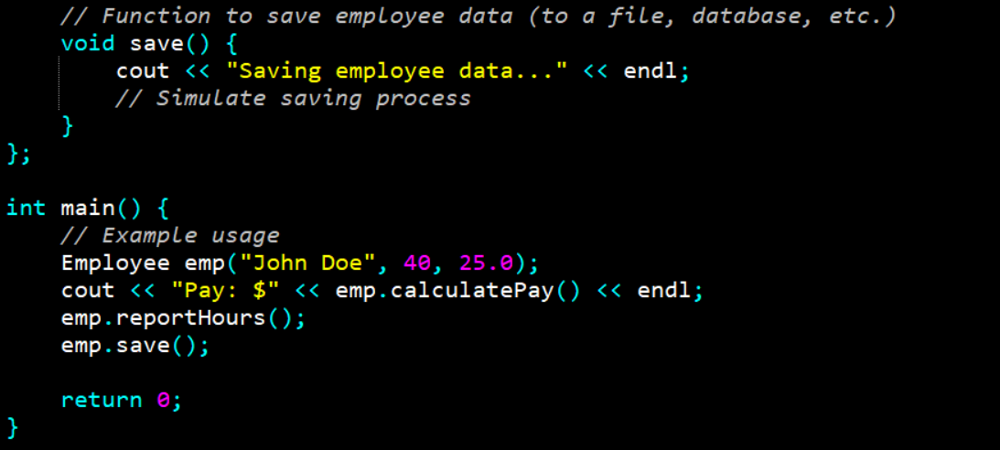 // Function to save employee data (to a file, database, etc.)
void save() {
cout << "Saving employee data..." << endl;
// Simulate saving process
}
};
int main() {
// Example usage
Employee emp("John Doe", 40, 25.0);
cout << "Pay: $" << emp.calculatePay() << endl;
emp.reportHours();
emp.save();
return 0;
}